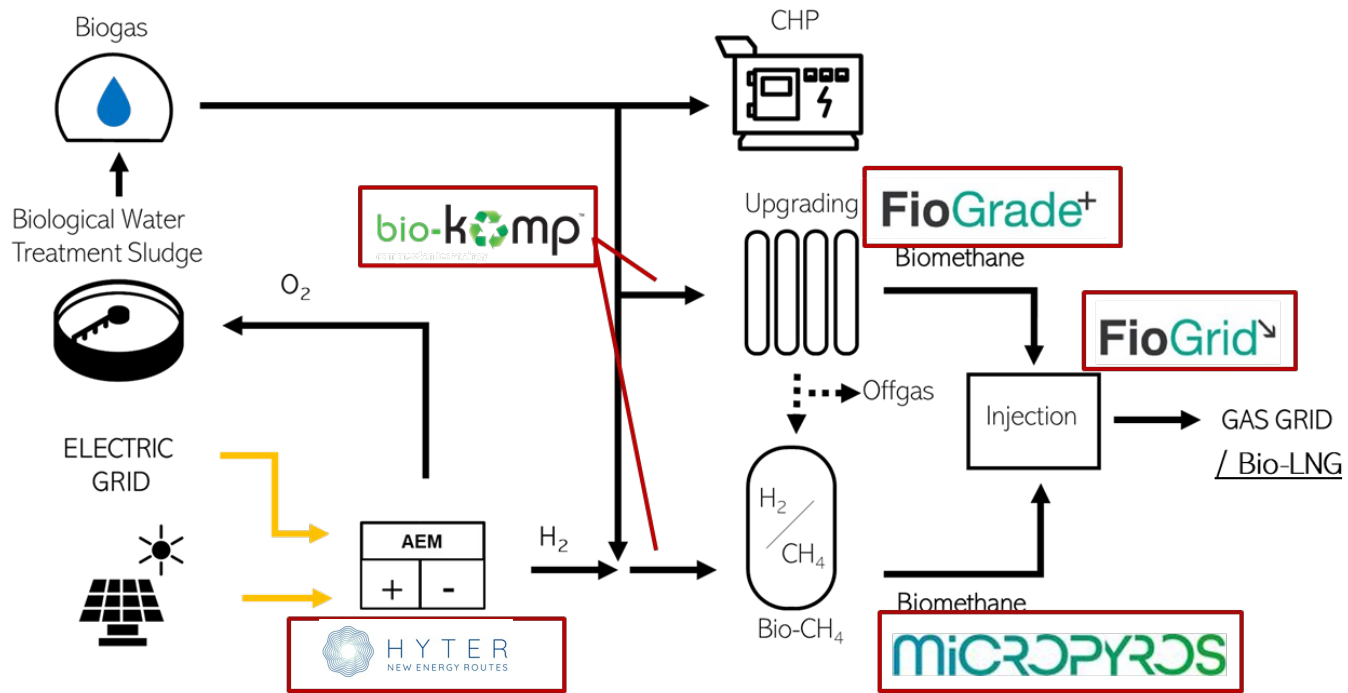 Biogas
CHP
Biological Water
Treatment Sludge
bio-komp™
Upgrading
FioGrade+
Biomethane
O₂
FioGrid↘
Offgas
Injection
GAS GRID
/ Bio-LNG
ELECTRIC
GRID
H₂
CH₄
AEM
+ -
H₂
Biomethane
Bio-CH₄
HYTER
NEW ENERGY ROUTES
MiCROPYROS